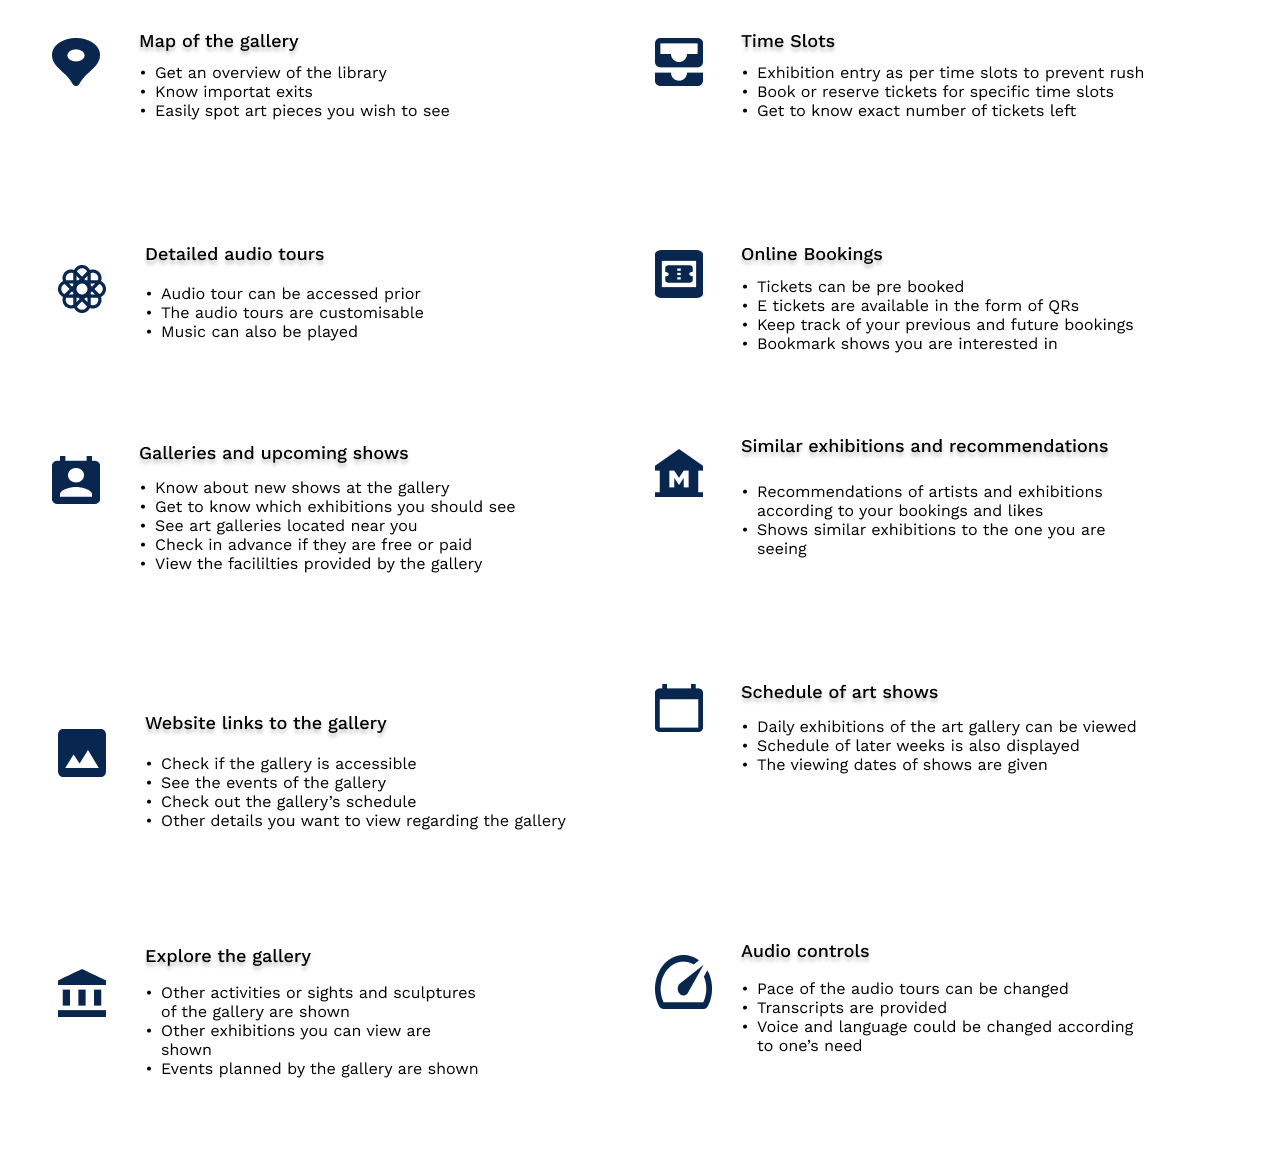 Map of the gallery
• Get an overview of the library
• Know importat exits
• Easily spot art pieces you wish to see
Time Slots
• Exhibition entry as per time slots to prevent rush
• Book or reserve tickets for specific time slots
• Get to know exact number of tickets left
Detailed audio tours
• Audio tour can be accessed prior
• The audio tours are customisable
• Music can also be played
Online Bookings
• Tickets can be pre booked
• E tickets are available in the form of QRs
• Keep track of your previous and future bookings
• Bookmark shows you are interested in
Galleries and upcoming shows
• Know about new shows at the gallery
• Get to know which exhibitions you should see
• See art galleries located near you
• Check in advance if they are free or paid
• View the facililties provided by the gallery
M
Similar exhibitions and recommendations
• Recommendations of artists and exhibitions
according to your bookings and likes
• Shows similar exhibitions to the one you are
seeing
Website links to the gallery
• Check if the gallery is accessible
• See the events of the gallery
• Check out the gallery’s schedule
• Other details you want to view regarding the gallery
Schedule of art shows
• Daily exhibitions of the art gallery can be viewed
• Schedule of later weeks is also displayed
• The viewing dates of shows are given
Explore the gallery
• Other activities or sights and sculptures
of the gallery are shown
• Other exhibitions you can view are
shown
• Events planned by the gallery are shown
Audio controls
• Pace of the audio tours can be changed
• Transcripts are provided
• Voice and language could be changed according
to one’s need